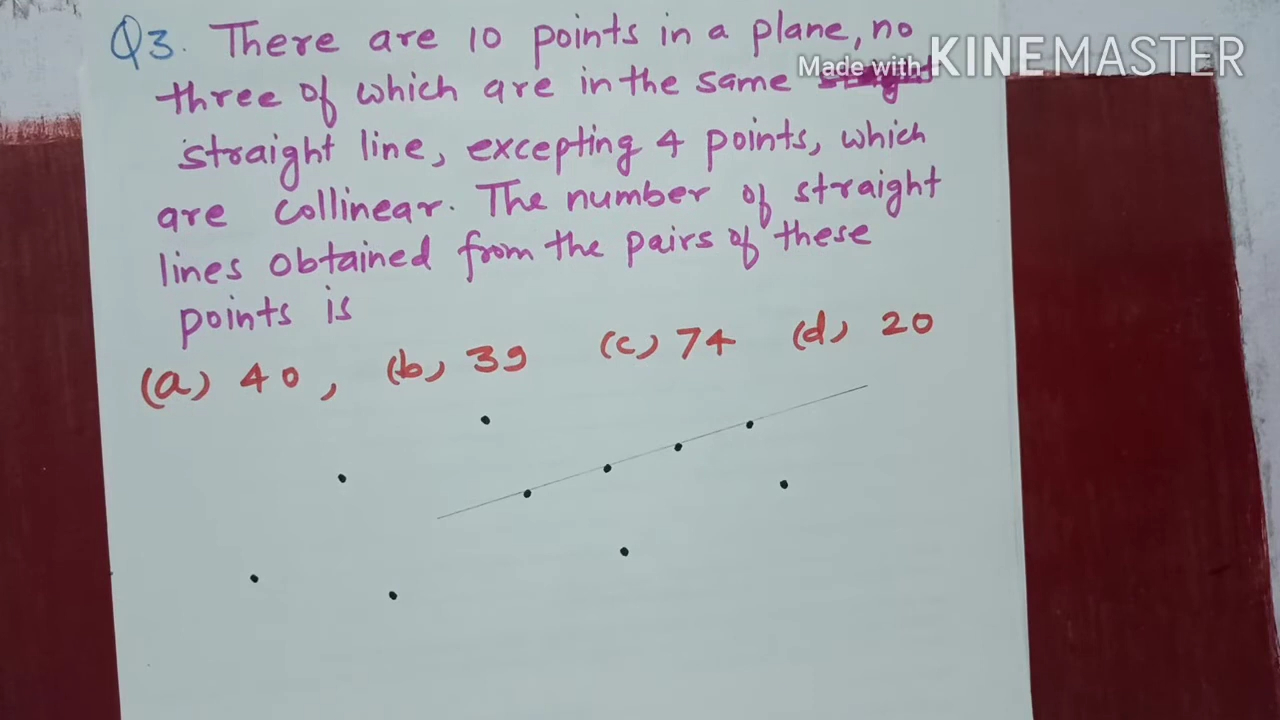 Q3. There are 10 points in a plane, no
Made with KINEMASTER
three of which are in the same
straight line, excepting 4 points, which
are collinear. The number of straight
lines obtained from the pairs of these
points is
(a) 40, (b) 39 (c) 74 (d) 20